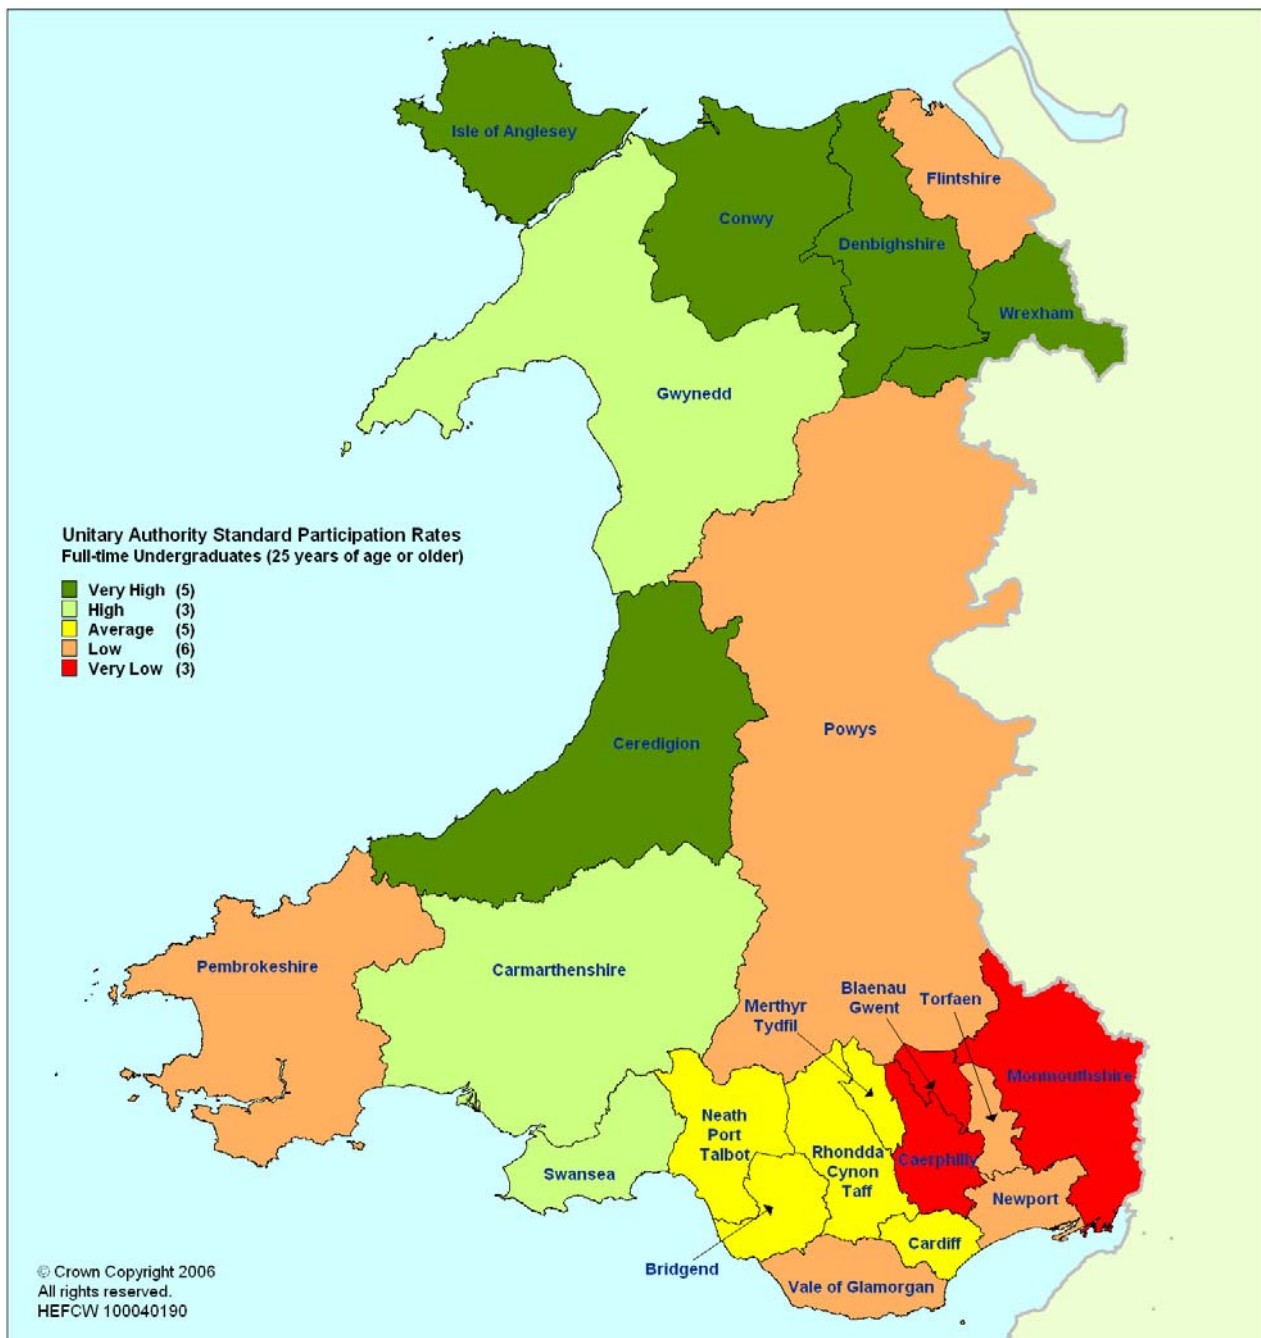 Isle of Anglesey
Flintshire
Conwy
Denbighshire
Wrexham
Gwynedd
Unitary Authority Standard Participation Rates
Full-time Undergraduates (25 years of age or older)
Very High (5)
High (3)
Average (5)
Low (6)
Very Low (3)
Powys
Ceredigion
Pembrokeshire
Carmarthenshire
Merthyr
Tydfil
Blaenau
Gwent
Torfaen
Monmouthshire
Neath
Port
Talbot
Rhondda
Cynon
Taff
Caerphilly
Swansea
Newport
Cardiff
Bridgend
Vale of Glamorgan
© Crown Copyright 2006
All rights reserved.
HEFCW 100040190